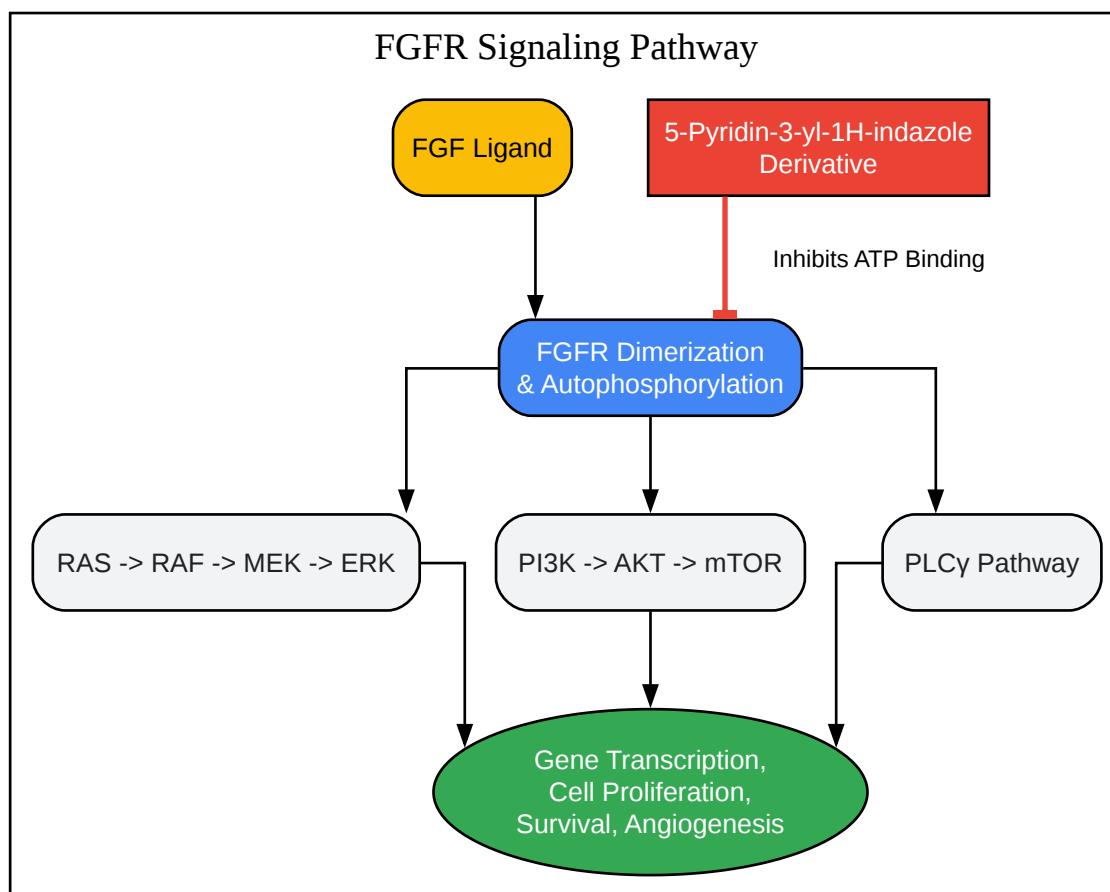 FGFR Signaling Pathway
FGF Ligand
5-Pyridin-3-yl-1H-indazole
Derivative
Inhibits ATP Binding
FGFR Dimerization
& Autophosphorylation
RAS -> RAF -> MEK -> ERK
PI3K -> AKT -> mTOR
PLCγ Pathway
Gene Transcription,
Cell Proliferation,
Survival, Angiogenesis